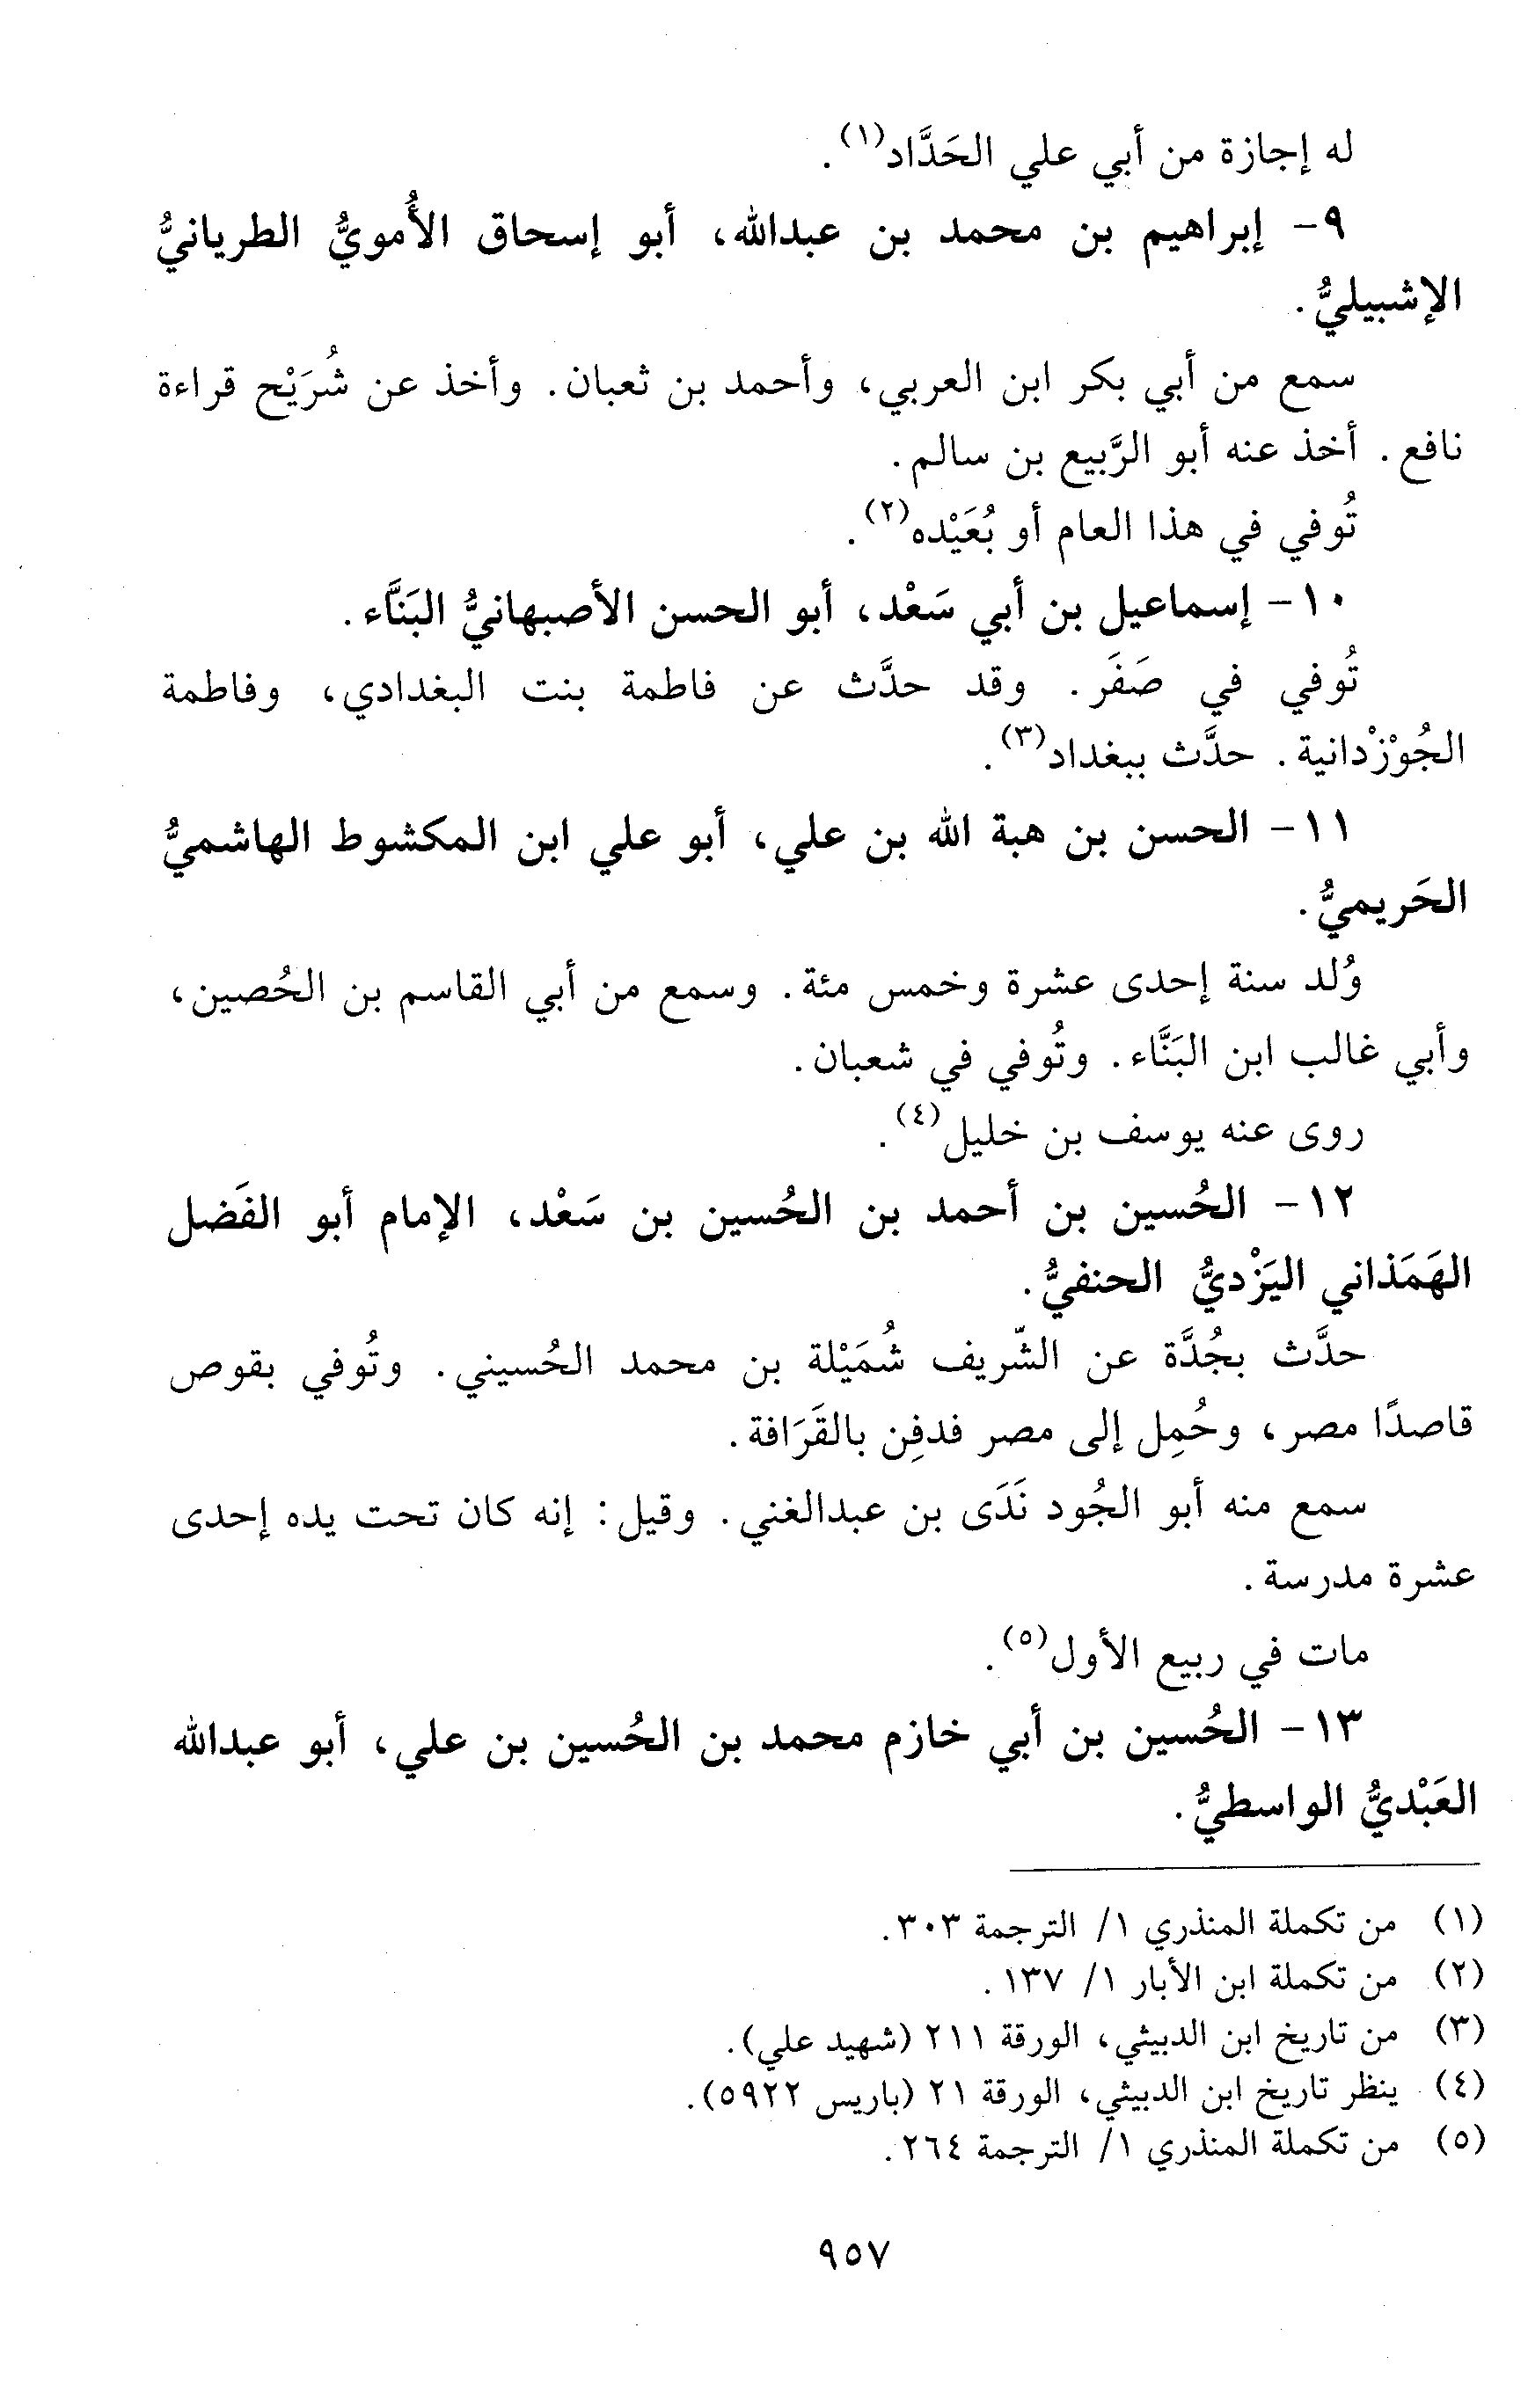 له إجازة من أبي علي الحَدَّاد(١).
٩- إبراهيم بن محمد بن عبدالله، أبو إسحاق الأُمويُّ الطريانيُّ
الإشبيليُّ.
سمع من أبي بكر ابن العربي، وأحمد بن ثعبان. وأخذ عن شُرَيْح قراءة
نافع. أخذ عنه أبو الرَّبيع بن سالم.
تُوفي في هذا العام أو بُعَيْده(٢).
١٠- إسماعيل بن أبي سَعْد، أبو الحسن الأصبهانيُّ البَنَّاء.
تُوفي في صَفَر. وقد حدَّث عن فاطمة بنت البغدادي، وفاطمة
الجُوْزْدانية. حدَّث ببغداد(٣).
١١- الحسن بن هبة الله بن علي، أبو علي ابن المكشوط الهاشميُّ
الحَريميُّ.
وُلد سنة إحدى عشرة وخمس مئة. وسمع من أبي القاسم بن الحُصين،
وأبي غالب ابن البَنَّاء. وتُوفي في شعبان.
روى عنه يوسف بن خليل(٤).
١٢- الحُسين بن أحمد بن الحُسين بن سَعْد، الإمام أبو الفَضل
الهَمَذاني اليَزْديُّ الحنفيُّ.
حدَّث بجُدَّة عن الشّريف شُمَيْلة بن محمد الحُسيني. وتُوفي بقوص
قاصدًا مصر، وحُمِل إلى مصر فدفِن بالقَرَافة.
سمع منه أبو الجُود نَدَى بن عبدالغني. وقيل: إنه كان تحت يده إحدى
عشرة مدرسة.
مات في ربيع الأول(٥).
١٣- الحُسين بن أبي خازم محمد بن الحُسين بن علي، أبو عبدالله
العَبْديُّ الواسطيُّ.
(١) من تكملة المنذري ١/ الترجمة ٣٠٣.
(٢) من تكملة ابن الأبار ١/ ١٣٧.
(٣) من تاريخ ابن الدبيثي، الورقة ٢١١ (شهيد علي).
(٤) ينظر تاريخ ابن الدبيثي، الورقة ٢١ (باريس ٥٩٢٢).
(٥) من تكملة المنذري ١/ الترجمة ٢٦٤.
٩٥٧